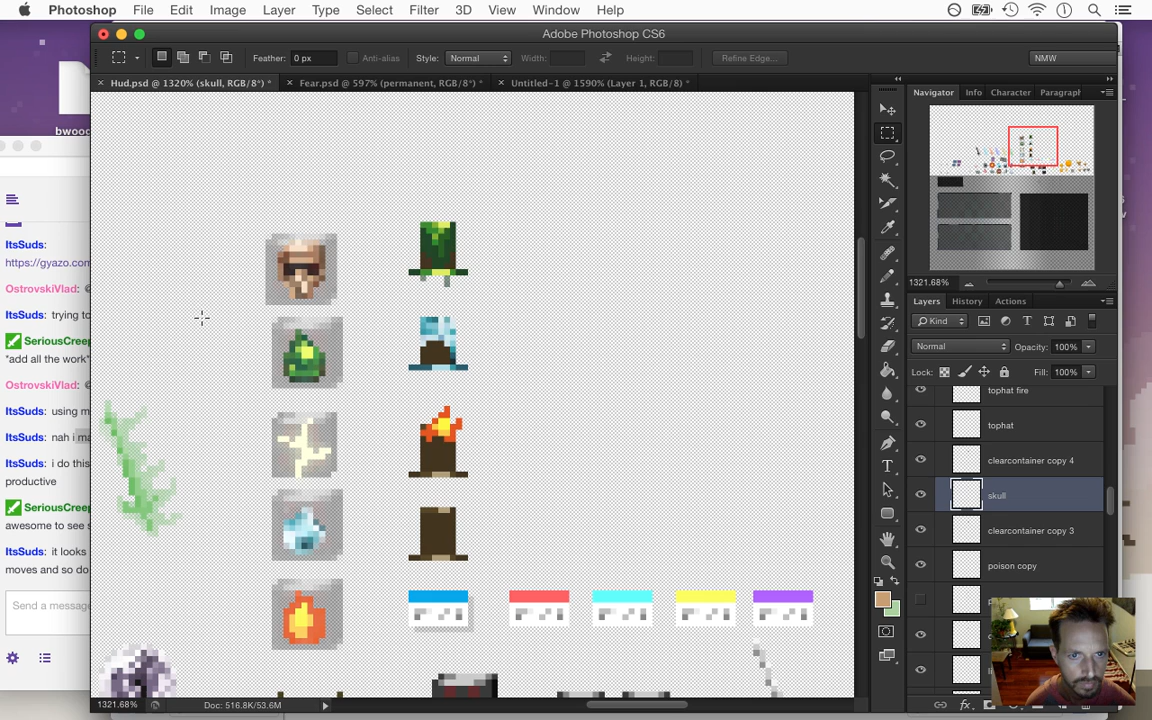 Photoshop File Edit Image Layer Type Select Filter 3D View Window Help
Adobe Photoshop CS6
Feather: 0 px Anti-alias Style: Normal Width: Height: Refine Edge... NMW
Hud.psd @ 1320% (skull, RGB/8*) * Fear.psd @ 597% (permanent, RGB/8*) * Untitled-1 @ 1590% (Layer 1, RGB/8) *
Navigator Info Character Paragraph
1321.68%
Layers History Actions
Kind
Normal Opacity: 100%
Lock: Fill: 100%
tophat fire
tophat
clearcontainer copy 4
skull
clearcontainer copy 3
poison copy
bwood
ItsSuds:
https://gyazo.com
OstrovskiVlad:
ItsSuds: trying to
SeriousCreep
*add all the work*
OstrovskiVlad:
ItsSuds: using m
ItsSuds: nah i ma
ItsSuds: i do this
productive
SeriousCreep
awesome to see s
ItsSuds: it looks
moves and so do
Send a message
1321.68% Doc: 516.8K/53.6M